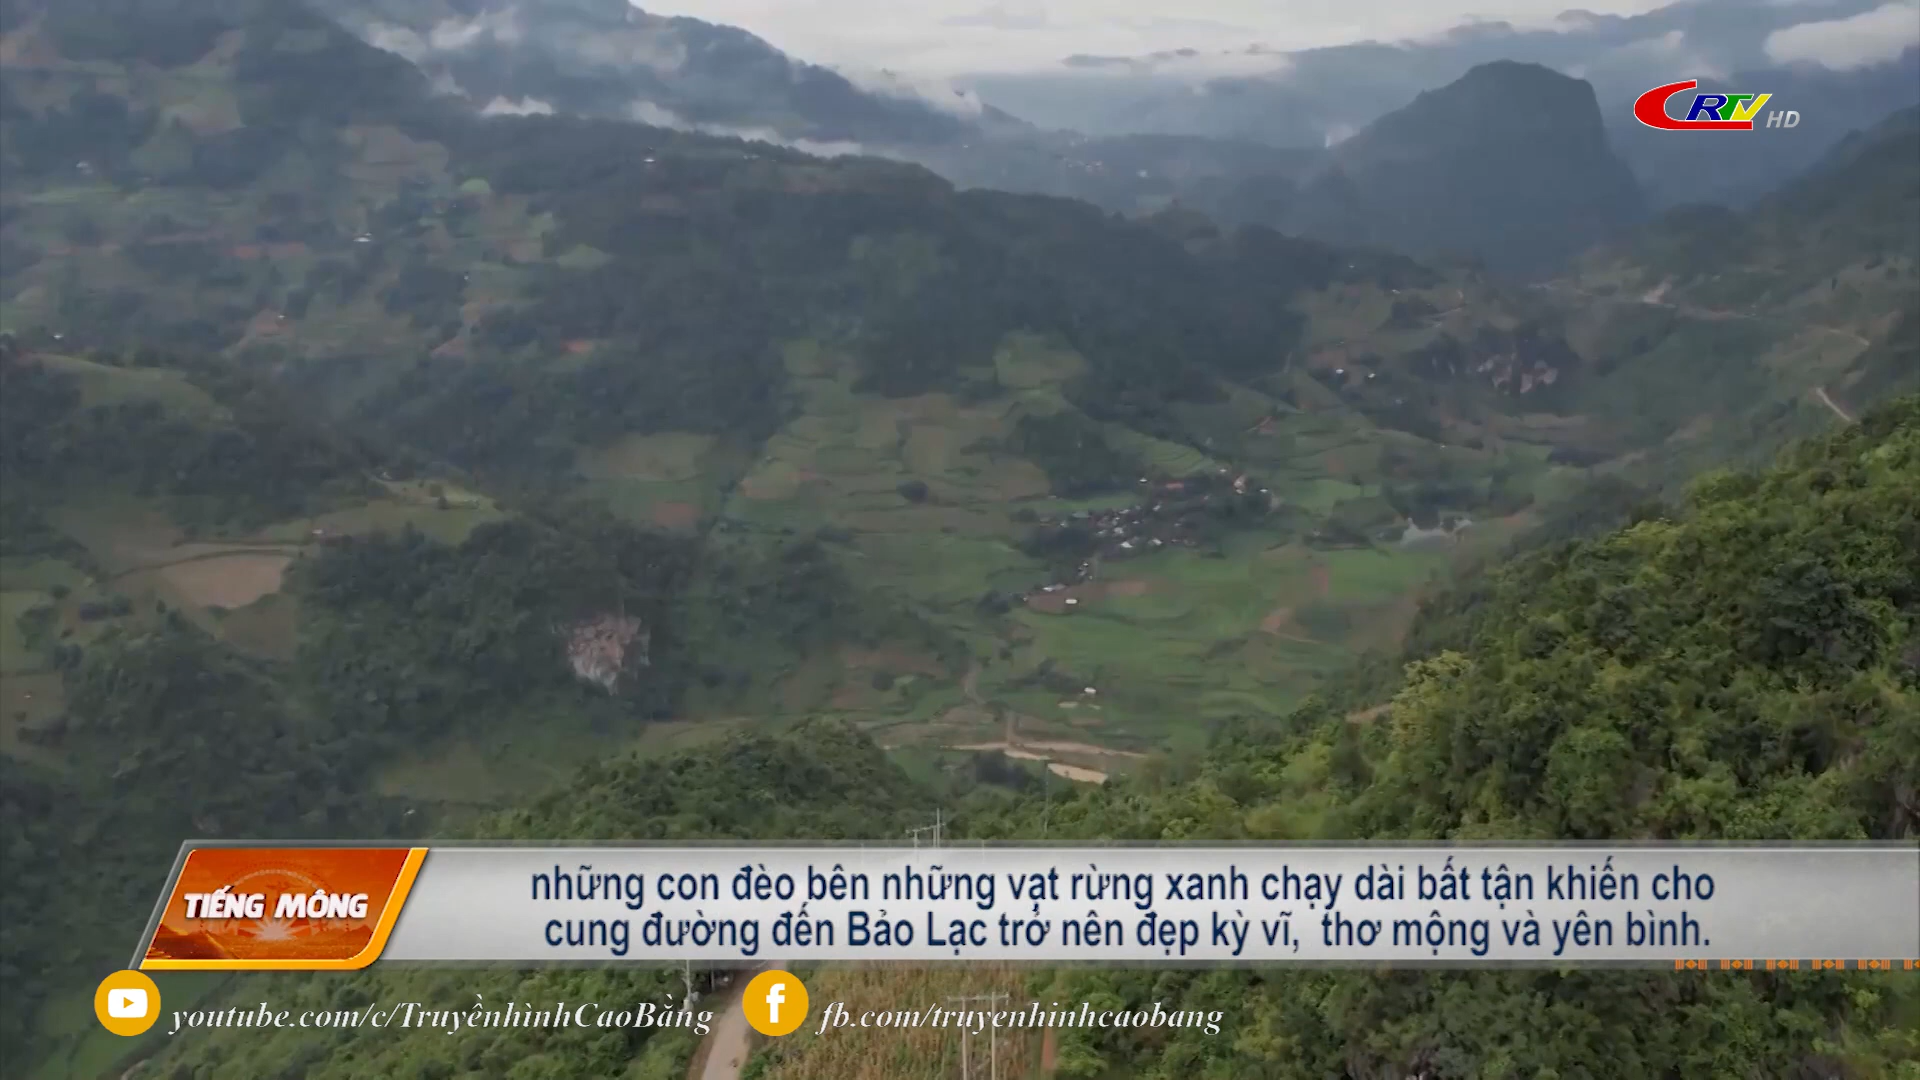 CRTV HD
TIẾNG MÔNG
những con đèo bên những vạt rừng xanh chạy dài bất tận khiến cho
cung đường đến Bảo Lạc trở nên đẹp kỳ vĩ, thơ mộng và yên bình.
youtube.com/c/TruyềnhìnhCaoBằng
fb.com/truyenhinhcaobang